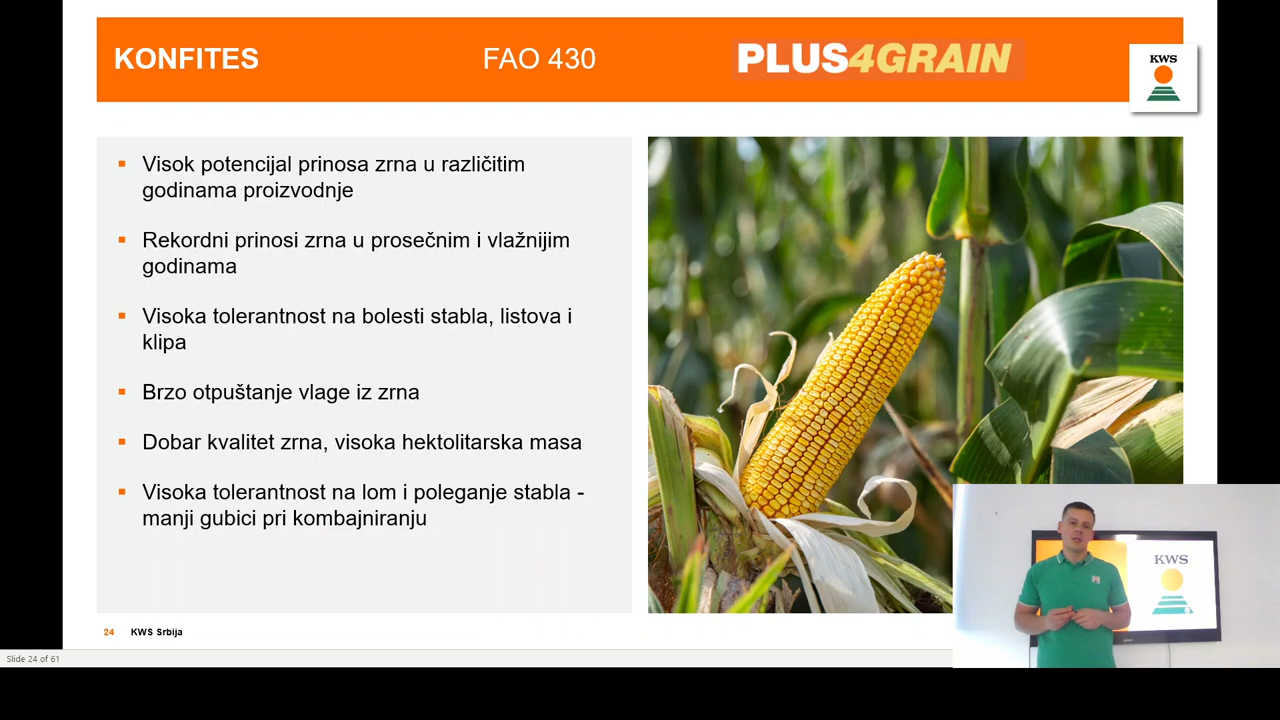 KONFITES
FAO 430
PLUS4GRAIN
KWS
Visok potencijal prinosa zrna u različitim
godinama proizvodnje
Rekordni prinosi zrna u prosečnim i vlažnijim
godinama
Visoka tolerantnost na bolesti stabla, listova i
klipa
Brzo otpuštanje vlage iz zrna
Dobar kvalitet zrna, visoka hektolitarska masa
Visoka tolerantnost na lom i poleganje stabla -
manji gubici pri kombajniranju
KWS
24 KWS Srbija
Slide 24 of 61